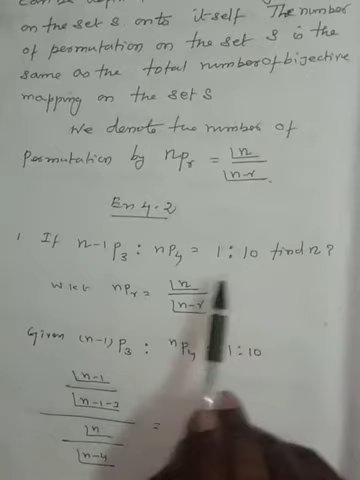 on the set s onto itself The number
of permutation on the set S is the
same as the total number of bijective
mapping on the set S
We denote the number of
permutation by nPr = ⌊n / ⌊n-r
Ex 4.2
1. If n-1P3 : nP4 = 1 : 10 find n?
W.K.T nPr = ⌊n / ⌊n-r
Given (n-1)P3 : nP4 1:10
⌊n-1
⌊n-1-3
=
⌊n
⌊n-4